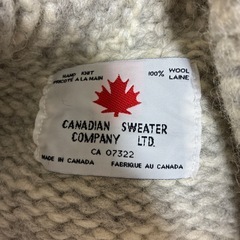 HAND KNIT 100% WOOL
TRICOTÉ A LA MAIN LAINE
CANADIAN SWEATER
COMPANY LTD.
CA 07322
MADE IN CANADA FABRIQUE AU CANADA